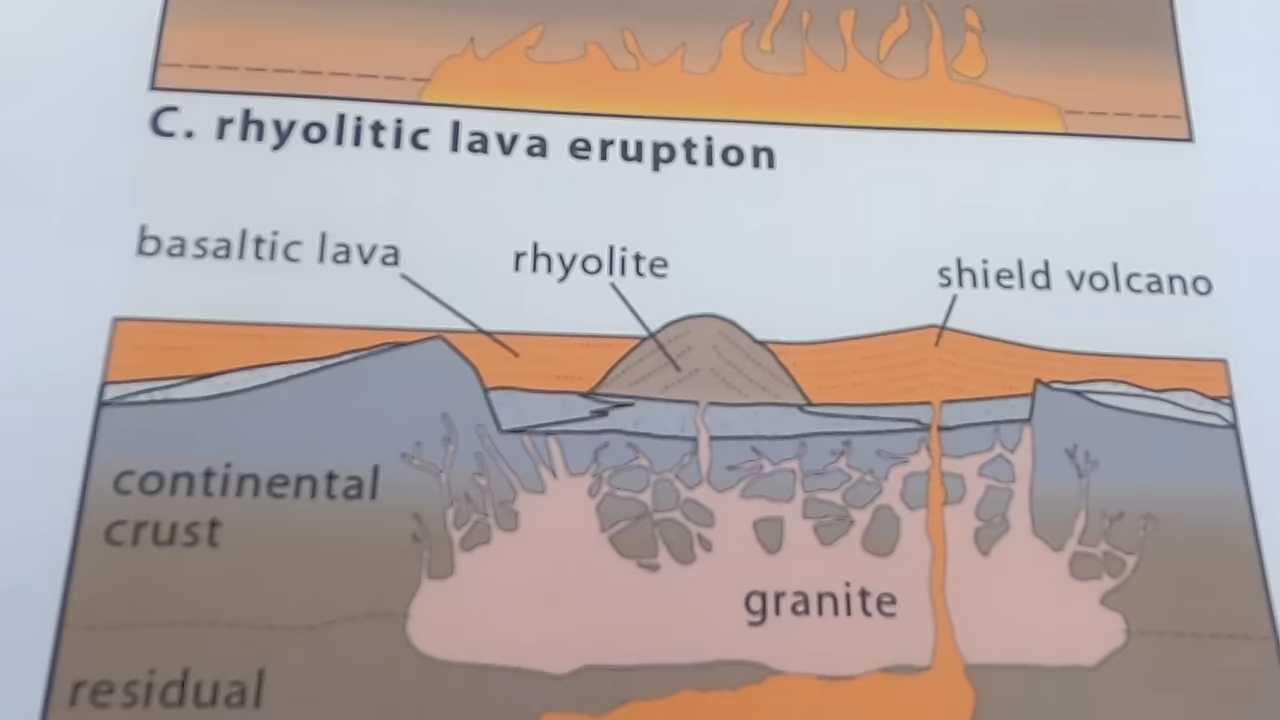 C. rhyolitic lava eruption
basaltic lava
rhyolite
shield volcano
continental
crust
granite
residual